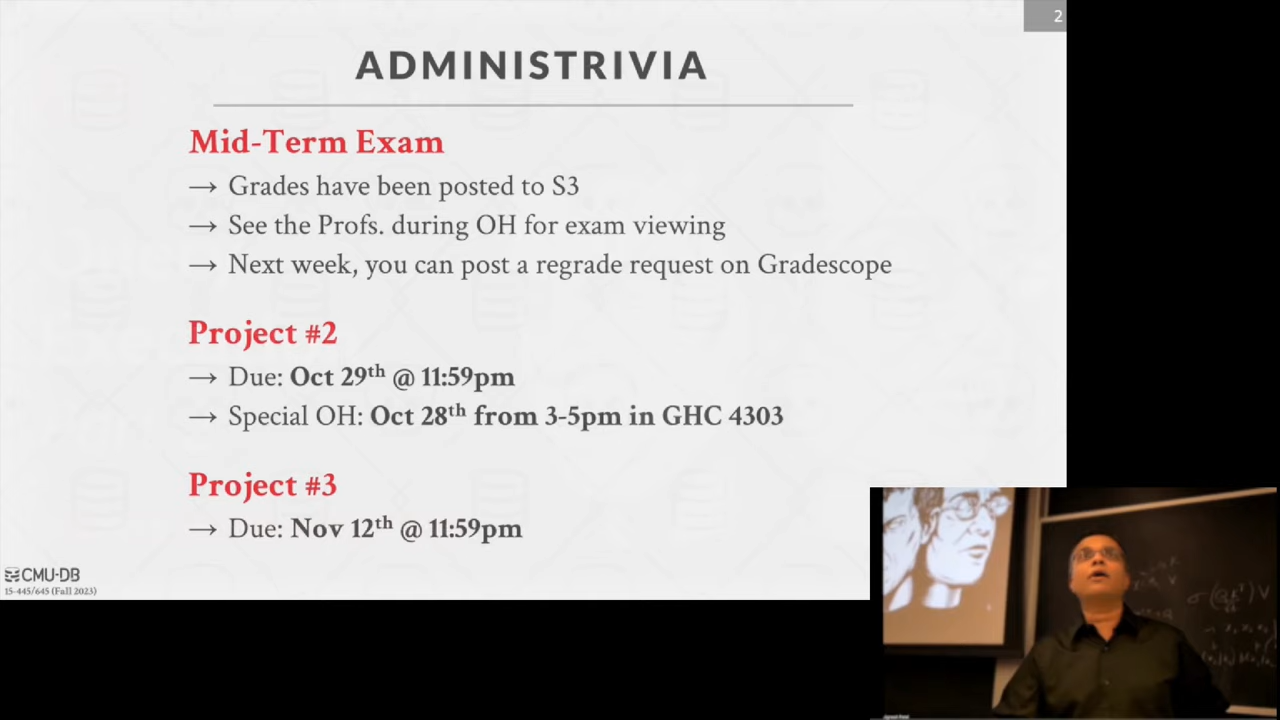 2
ADMINISTRIVIA
Mid-Term Exam
→ Grades have been posted to S3
→ See the Profs. during OH for exam viewing
→ Next week, you can post a regrade request on Gradescope
Project #2
→ Due: Oct 29th @ 11:59pm
→ Special OH: Oct 28th from 3-5pm in GHC 4303
Project #3
→ Due: Nov 12th @ 11:59pm
CMU·DB
15-445/645 (Fall 2023)